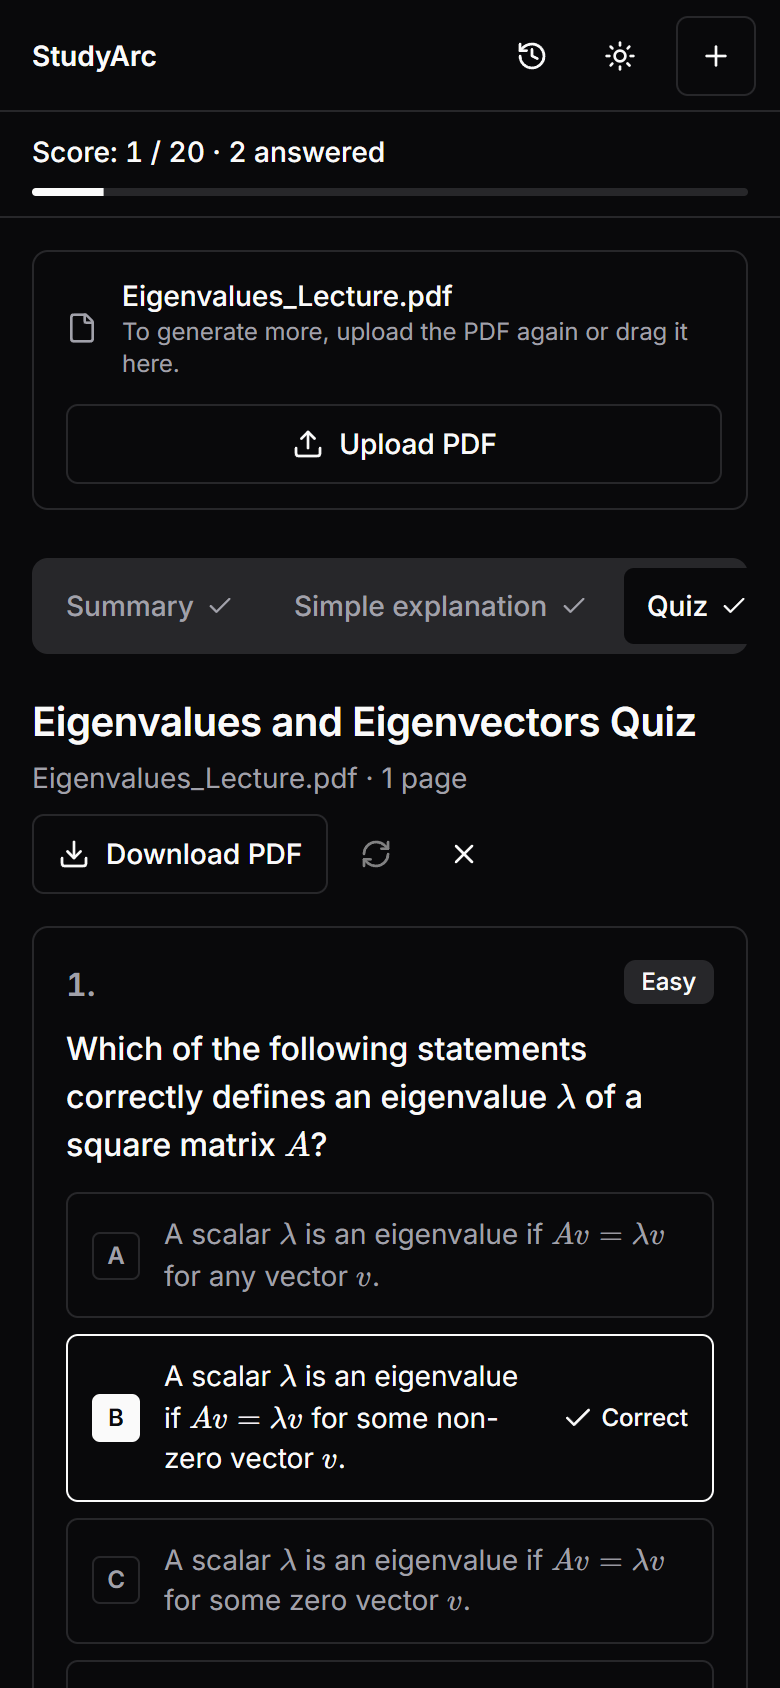 StudyArc
Score: 1 / 20 · 2 answered
Eigenvalues_Lecture.pdf
To generate more, upload the PDF again or drag it
here.
Upload PDF
Summary
Simple explanation
Quiz
Eigenvalues and Eigenvectors Quiz
Eigenvalues_Lecture.pdf · 1 page
Download PDF
1.
Easy
Which of the following statements
correctly defines an eigenvalue λ of a
square matrix A?
A
A scalar λ is an eigenvalue if Av = λv
for any vector v.
B
A scalar λ is an eigenvalue
if Av = λv for some non-
zero vector v.
Correct
C
A scalar λ is an eigenvalue if Av = λv
for some zero vector v.